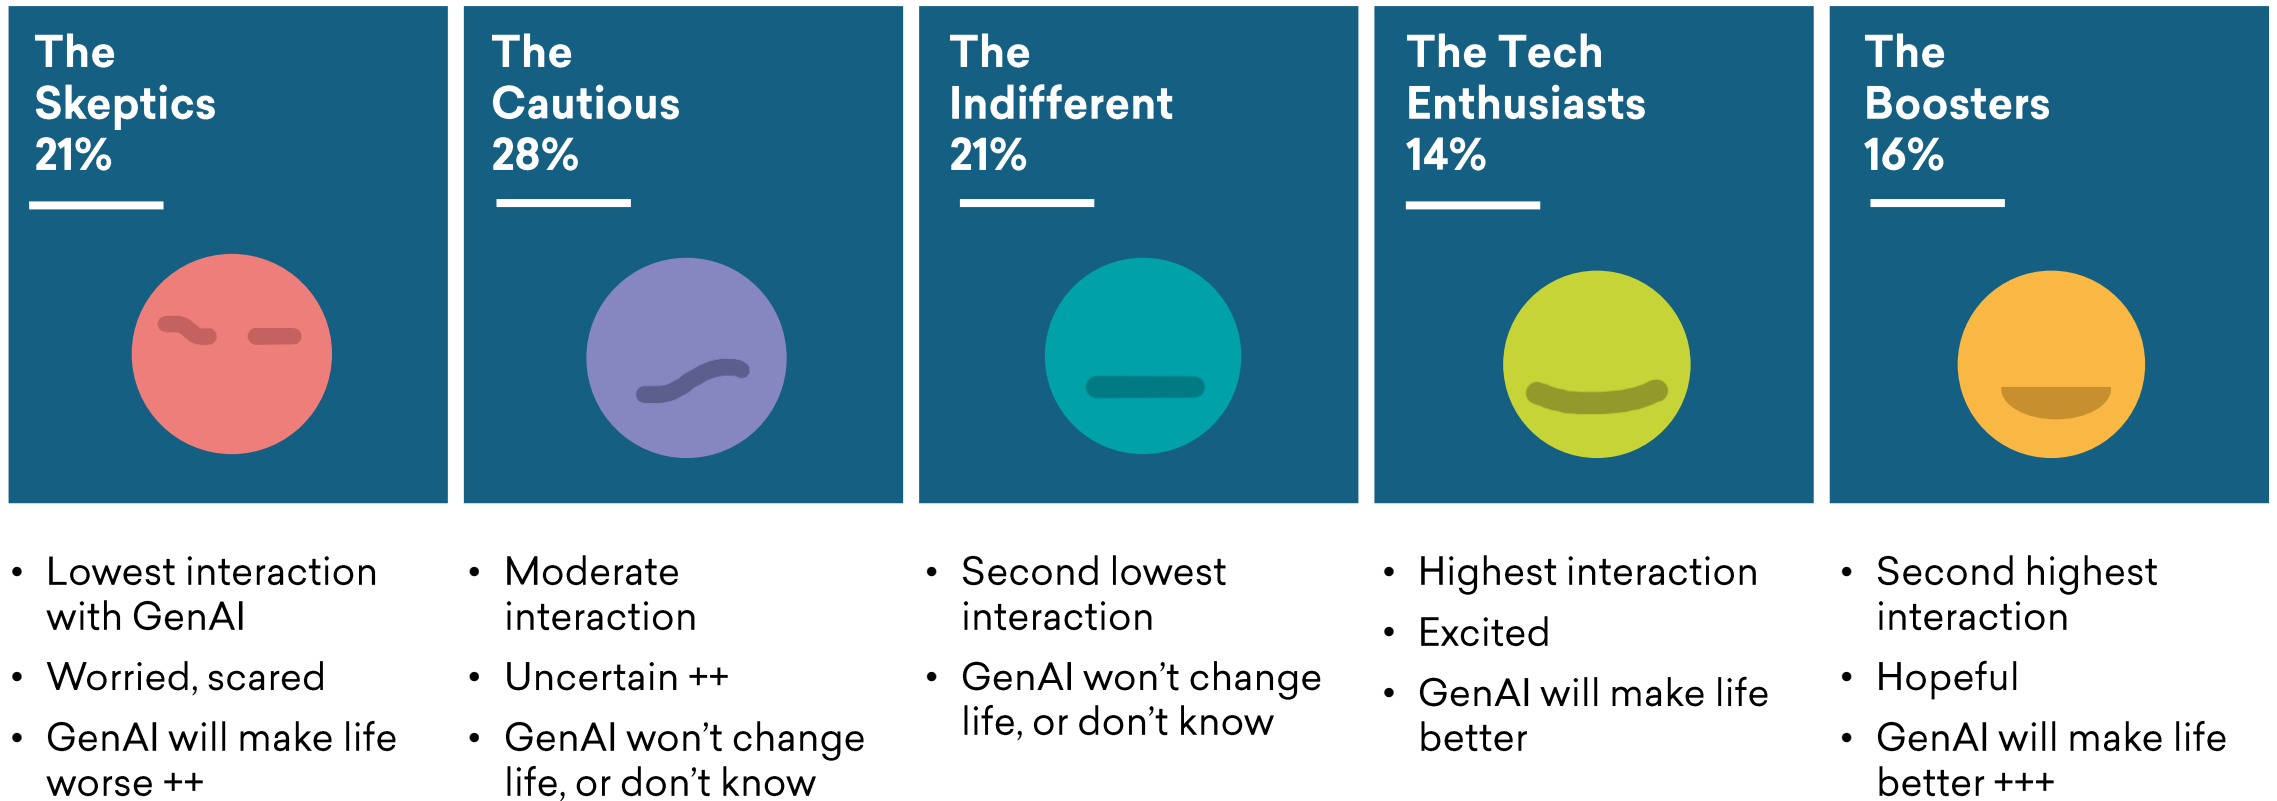 The
Skeptics
21%
The
Cautious
28%
The
Indifferent
21%
The Tech
Enthusiasts
14%
The
Boosters
16%
• Lowest interaction
with GenAI
• Worried, scared
• GenAI will make life
worse ++
• Moderate
interaction
• Uncertain ++
• GenAI won’t change
life, or don’t know
• Second lowest
interaction
• GenAI won’t change
life, or don’t know
• Highest interaction
• Excited
• GenAI will make life
better
• Second highest
interaction
• Hopeful
• GenAI will make life
better +++